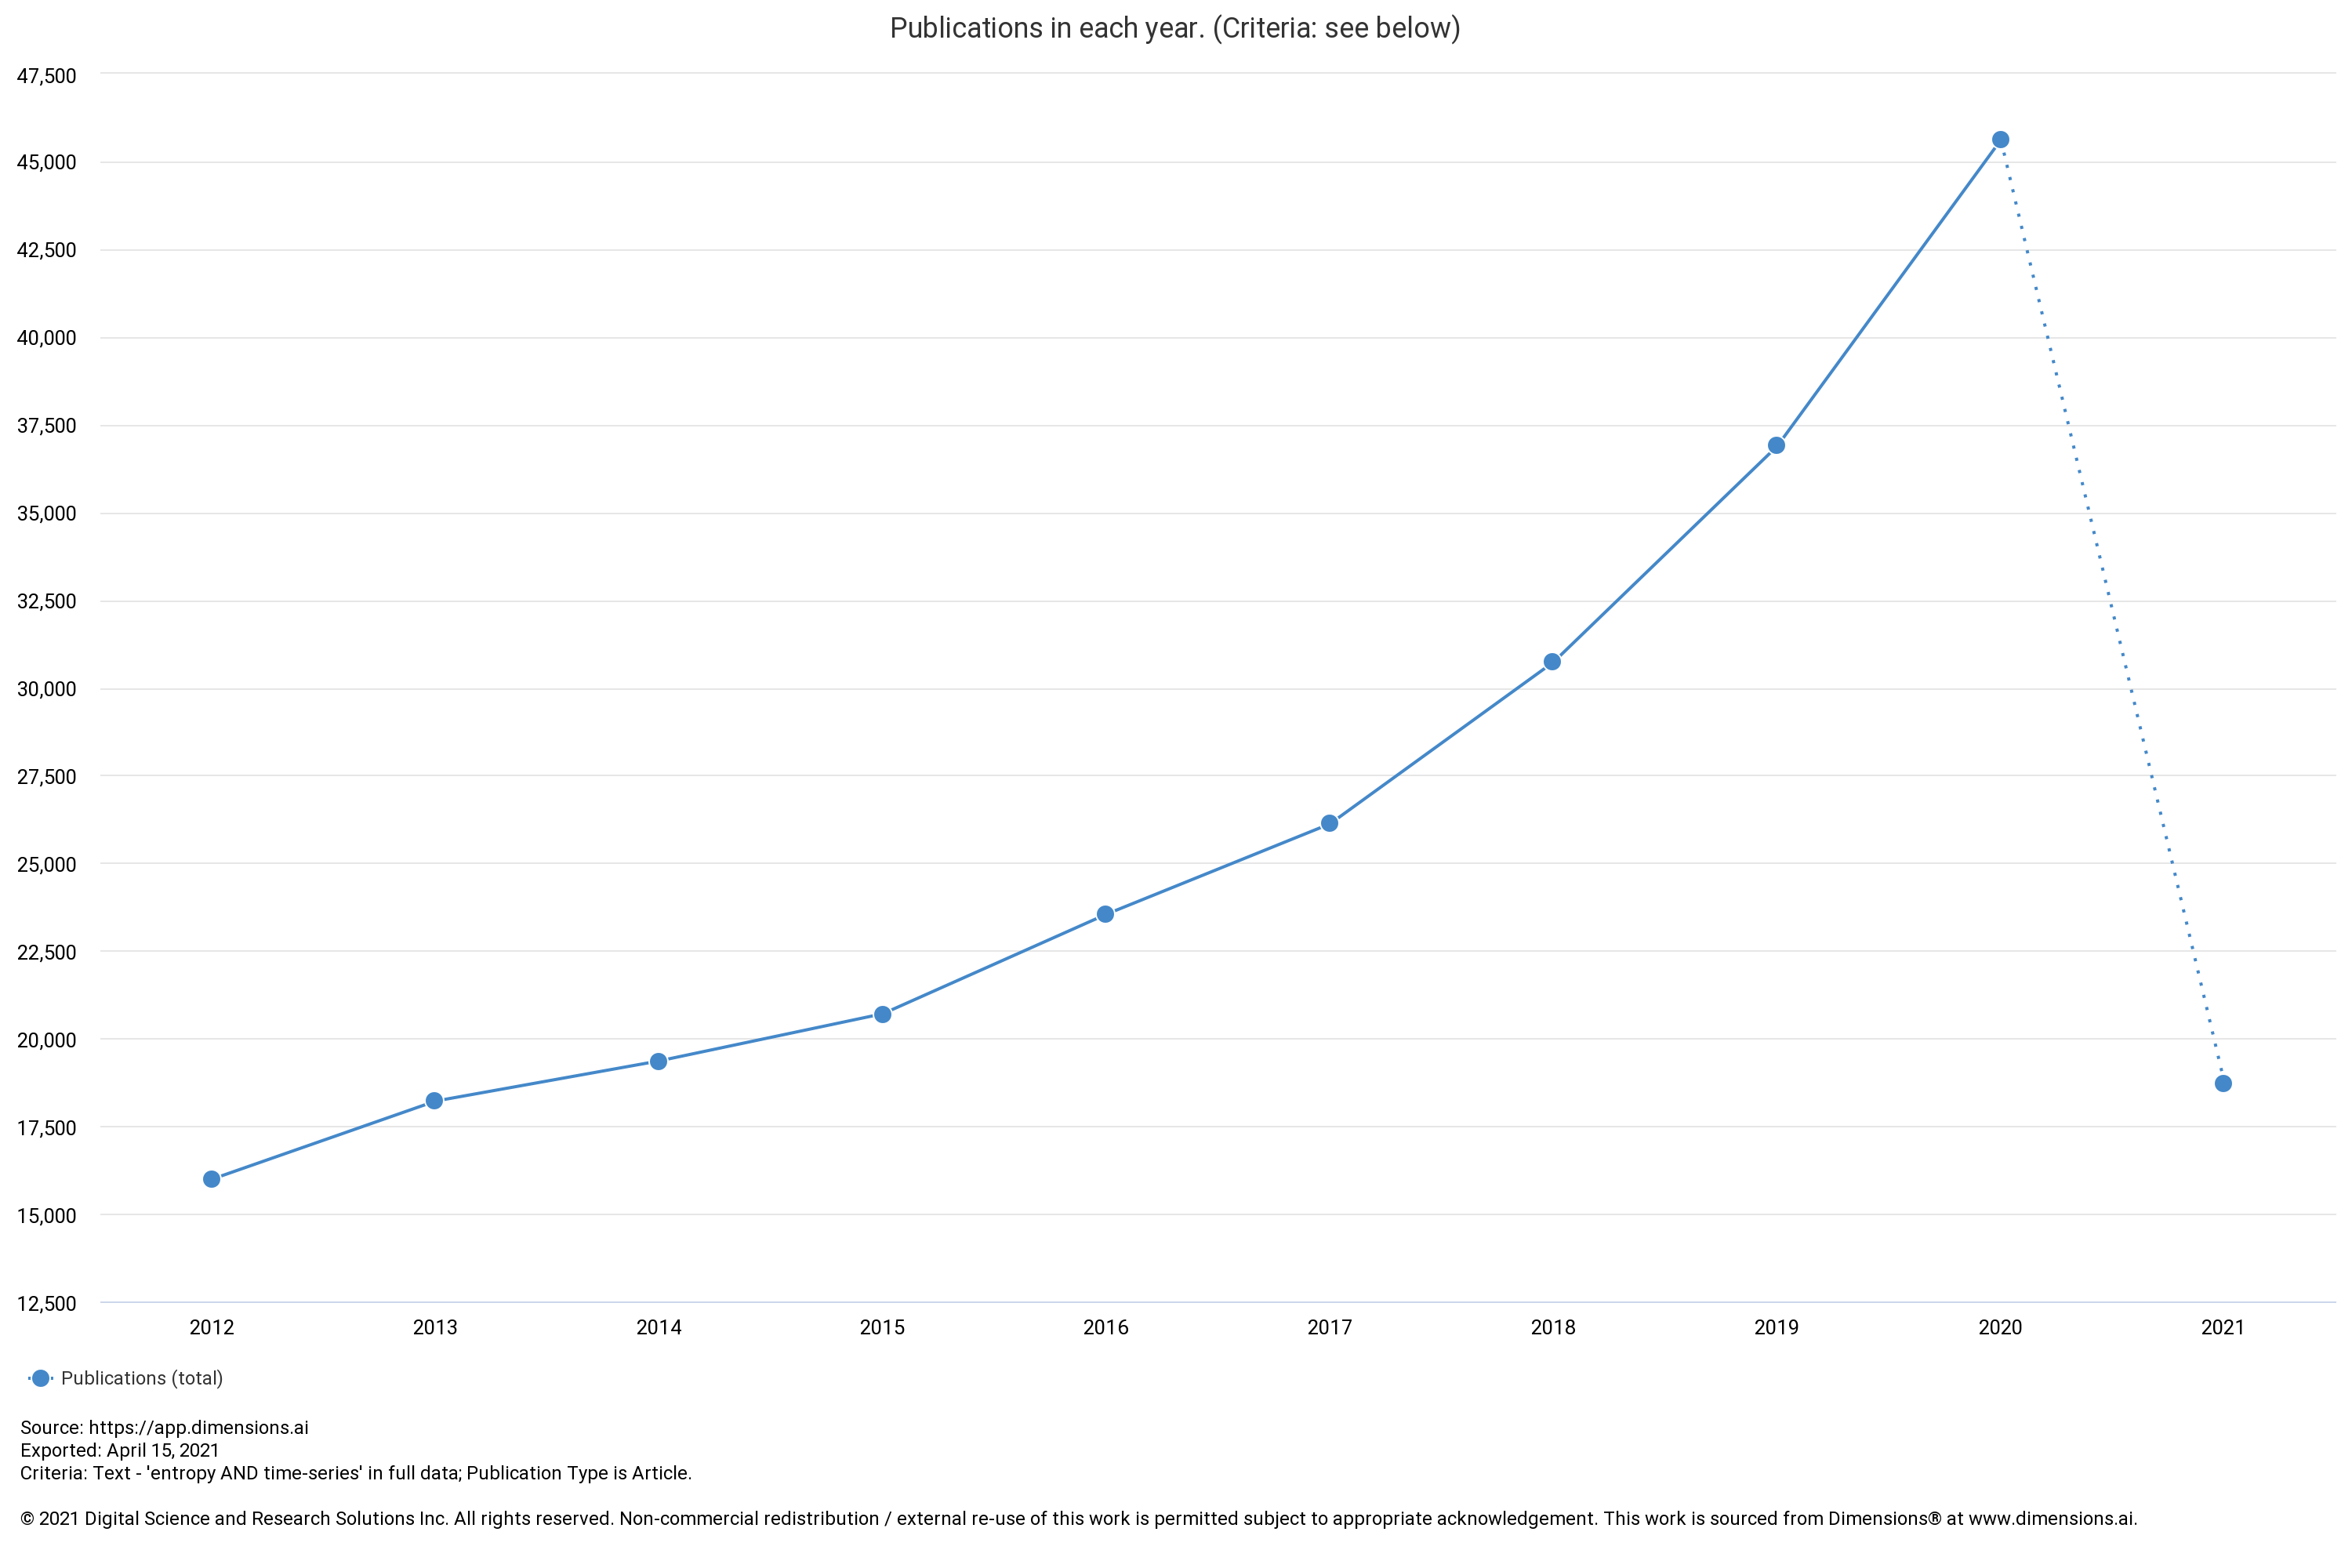 Publications in each year. (Criteria: see below)
47,500
45,000
42,500
40,000
37,500
35,000
32,500
30,000
27,500
25,000
22,500
20,000
17,500
15,000
12,500
2012 2013 2014 2015 2016 2017 2018 2019 2020 2021
Publications (total)
Source: https://app.dimensions.ai
Exported: April 15, 2021
Criteria: Text - 'entropy AND time-series' in full data; Publication Type is Article.
© 2021 Digital Science and Research Solutions Inc. All rights reserved. Non-commercial redistribution / external re-use of this work is permitted subject to appropriate acknowledgement. This work is sourced from Dimensions® at www.dimensions.ai.